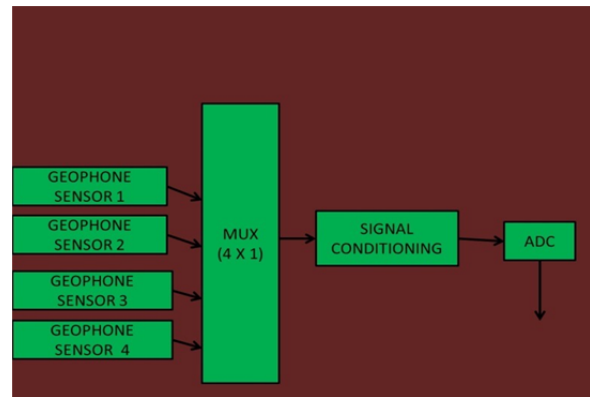 GEOPHONE
SENSOR 1
GEOPHONE
SENSOR 2
GEOPHONE
SENSOR 3
GEOPHONE
SENSOR 4
MUX
(4 X 1)
SIGNAL
CONDITIONING
ADC